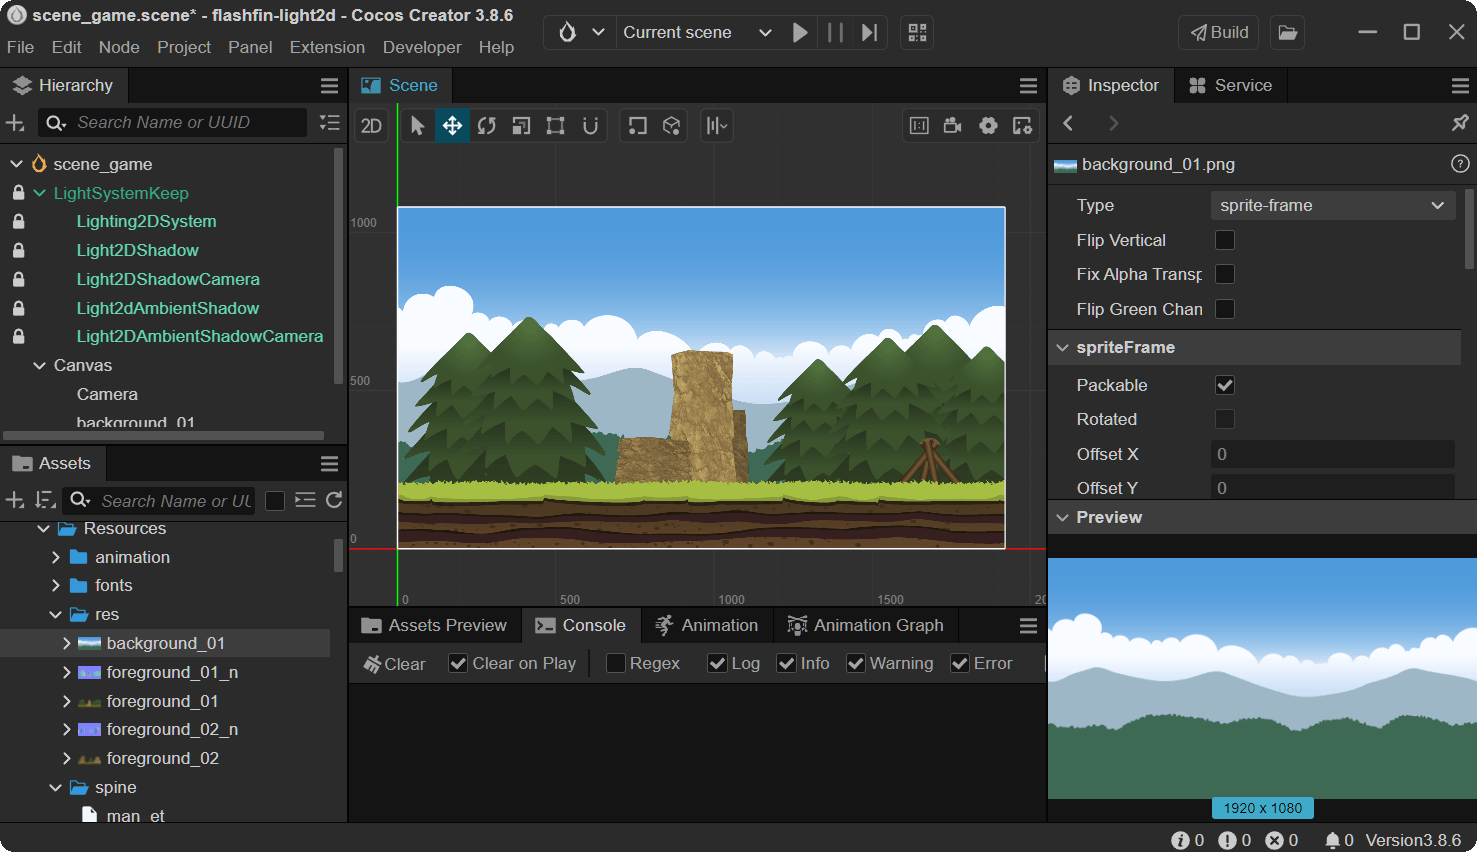 scene_game.scene* - flashfin-light2d - Cocos Creator 3.8.6
File Edit Node Project Panel Extension Developer Help
Current scene
Build
Hierarchy
Search Name or UUID
scene_game
LightSystemKeep
Lighting2DSystem
Light2DShadow
Light2DShadowCamera
Light2dAmbientShadow
Light2DAmbientShadowCamera
Canvas
Camera
background_01
Assets
Search Name or UU
Resources
animation
fonts
res
background_01
foreground_01_n
foreground_01
foreground_02_n
foreground_02
spine
man_et
Scene
2D
1000
500
0
0 500 1000 1500 20
Assets Preview Console Animation Animation Graph
Clear Clear on Play Regex Log Info Warning Error
Inspector Service
background_01.png
Type sprite-frame
Flip Vertical
Fix Alpha Transp
Flip Green Chan
spriteFrame
Packable
Rotated
Offset X 0
Offset Y 0
Preview
1920 x 1080
0 0 0 0 Version3.8.6